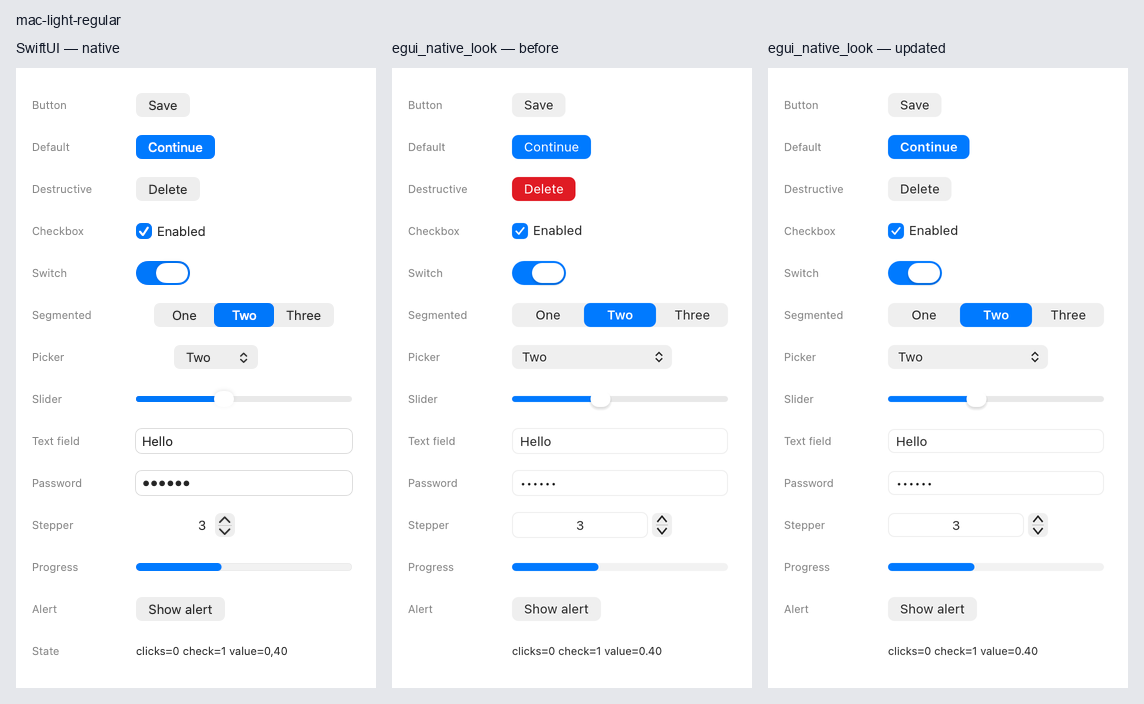 mac-light-regular
SwiftUI — native
Button Save
Default Continue
Destructive Delete
Checkbox Enabled
Switch
Segmented One Two Three
Picker Two
Slider
Text field Hello
Password ●●●●●●
Stepper 3
Progress
Alert Show alert
State clicks=0 check=1 value=0,40
egui_native_look — before
Button Save
Default Continue
Destructive Delete
Checkbox Enabled
Switch
Segmented One Two Three
Picker Two
Slider
Text field Hello
Password ••••••
Stepper 3
Progress
Alert Show alert
clicks=0 check=1 value=0.40
egui_native_look — updated
Button Save
Default Continue
Destructive Delete
Checkbox Enabled
Switch
Segmented One Two Three
Picker Two
Slider
Text field Hello
Password ••••••
Stepper 3
Progress
Alert Show alert
clicks=0 check=1 value=0.40